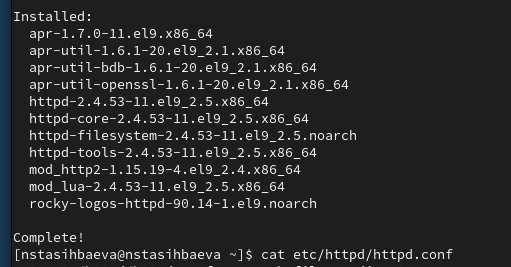 Installed:
apr-1.7.0-11.el9.x86_64
apr-util-1.6.1-20.el9_2.1.x86_64
apr-util-bdb-1.6.1-20.el9_2.1.x86_64
apr-util-openssl-1.6.1-20.el9_2.1.x86_64
httpd-2.4.53-11.el9_2.5.x86_64
httpd-core-2.4.53-11.el9_2.5.x86_64
httpd-filesystem-2.4.53-11.el9_2.5.noarch
httpd-tools-2.4.53-11.el9_2.5.x86_64
mod_http2-1.15.19-4.el9_2.4.x86_64
mod_lua-2.4.53-11.el9_2.5.x86_64
rocky-logos-httpd-90.14-1.el9.noarch
Complete!
[nstasihbaeva@nstasihbaeva ~]$ cat etc/httpd/httpd.conf